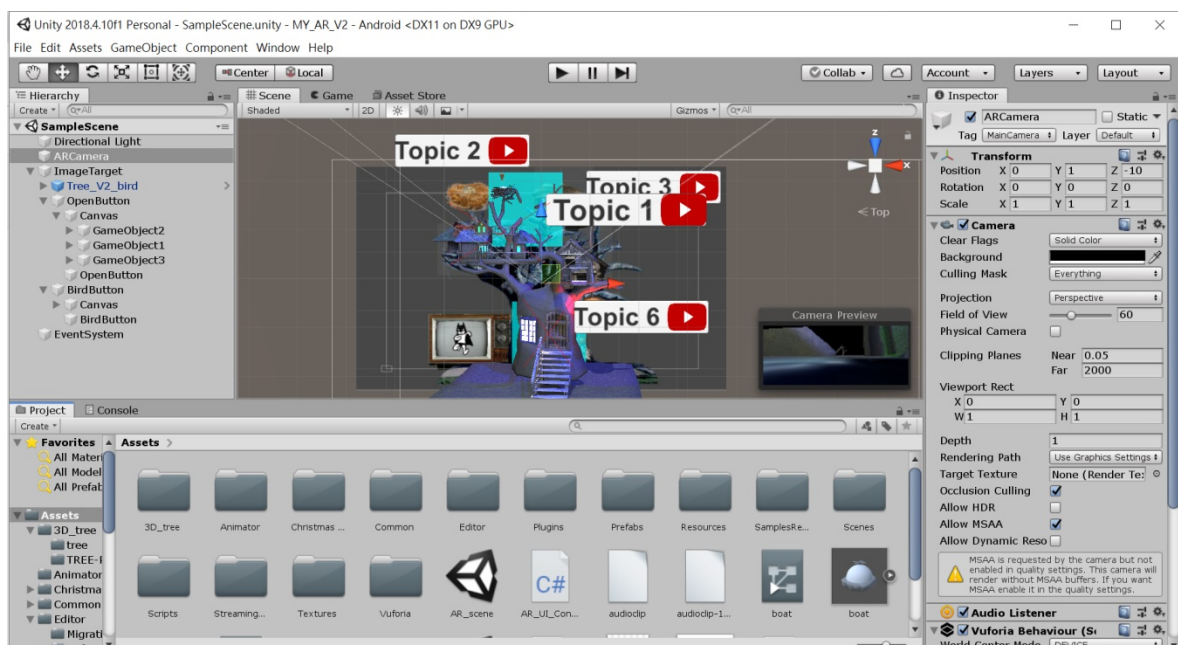 Unity 2018.4.10f1 Personal - SampleScene.unity - MY_AR_V2 - Android <DX11 on DX9 GPU>
File Edit Assets GameObject Component Window Help
Center Local Collab Account Layers Layout
Hierarchy
Create All
SampleScene
Directional Light
ARCamera
ImageTarget
Tree_V2_bird
OpenButton
Canvas
GameObject2
GameObject1
GameObject3
OpenButton
BirdButton
Canvas
BirdButton
EventSystem
Scene Game Asset Store
Shaded 2D Gizmos All
Topic 2
Topic 3
Topic 1
Topic 6
z
x
Top
Camera Preview
Inspector
ARCamera Static
Tag MainCamera Layer Default
Transform
Position X 0 Y 1 Z -10
Rotation X 0 Y 0 Z 0
Scale X 1 Y 1 Z 1
Camera
Clear Flags Solid Color
Background
Culling Mask Everything
Projection Perspective
Field of View 60
Physical Camera
Clipping Planes Near 0.05
Far 2000
Viewport Rect
X 0 Y 0
W 1 H 1
Depth 1
Rendering Path Use Graphics Settings
Target Texture None (Render Te:
Occlusion Culling
Allow HDR
Allow MSAA
Allow Dynamic Reso
MSAA is requested by the camera but not
enabled in quality settings. This camera will
render without MSAA buffers. If you want
MSAA enable it in the quality settings.
Audio Listener
Vuforia Behaviour (S
World Center Mode DEVICE
Project Console
Create
Favorites
All Materi
All Model
All Prefab
Assets
3D_tree
tree
TREE-F
Animator
Christma
Common
Editor
Migrati
Assets >
3D_tree Animator Christmas ... Common Editor Plugins Prefabs Resources SamplesRe... Scenes
C#
Scripts Streaming... Textures Vuforia AR_scene AR_UI_Con... audioclip audioclip-1... boat boat